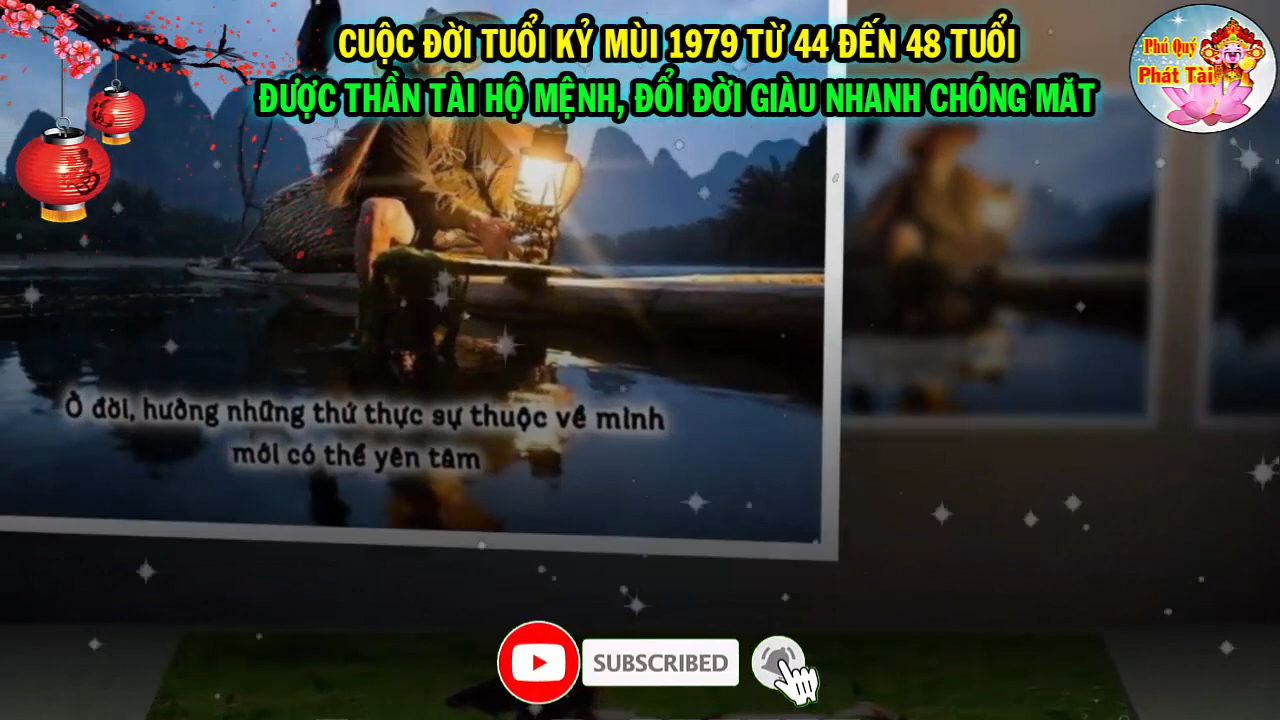 CUỘC ĐỜI TUỔI KỶ MÙI 1979 TỪ 44 ĐẾN 48 TUỔI
ĐƯỢC THẦN TÀI HỘ MỆNH, ĐỔI ĐỜI GIÀU NHANH CHÓNG MĂT
Phú Quý
Phát Tài
Ở đời, hưởng những thứ thực sự thuộc về mình
mới có thể yên tâm
SUBSCRIBED